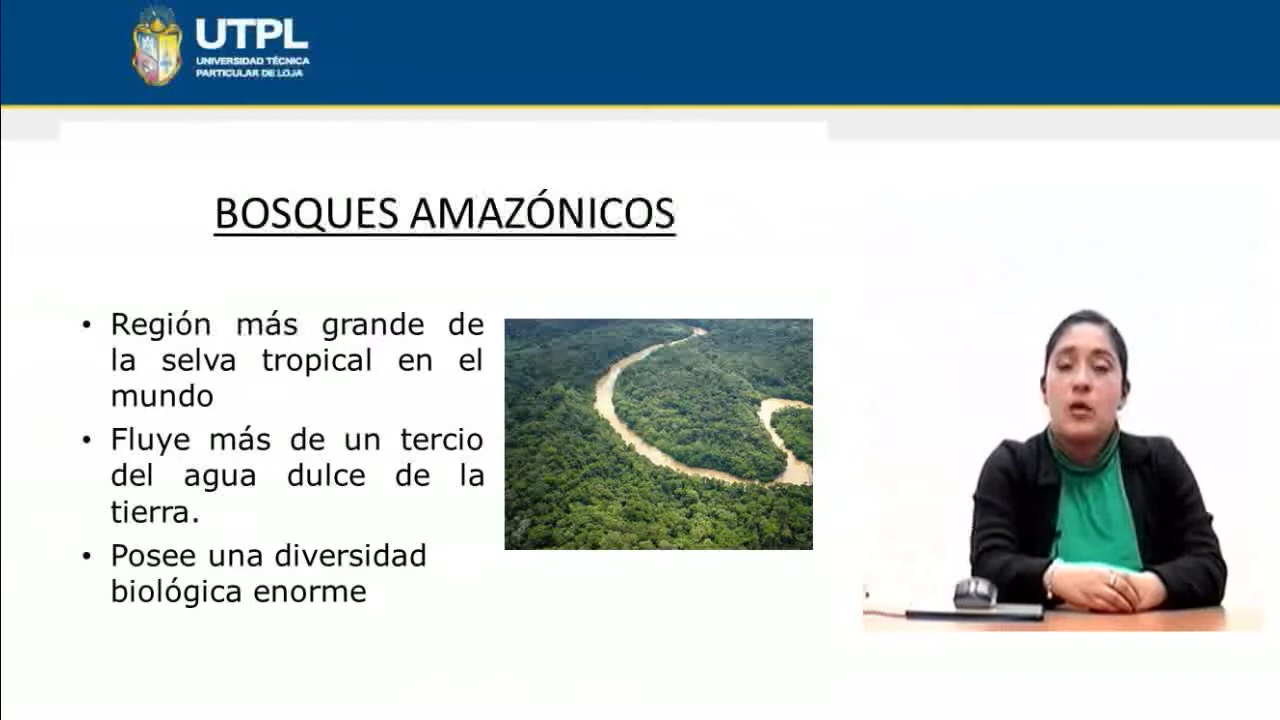 UTPL
UNIVERSIDAD TÉCNICA
PARTICULAR DE LOJA
BOSQUES AMAZÓNICOS
• Región más grande de
la selva tropical en el
mundo
• Fluye más de un tercio
del agua dulce de la
tierra.
• Posee una diversidad
biológica enorme